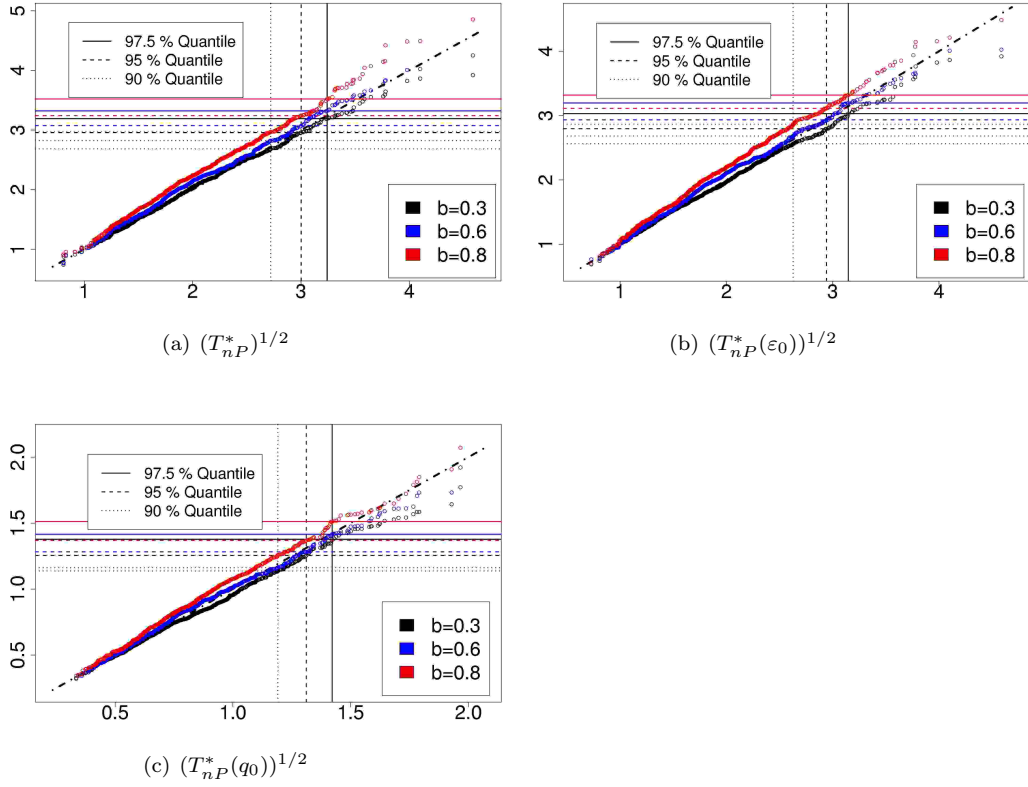 5
4
3
2
1
97.5 % Quantile
95 % Quantile
90 % Quantile
b=0.3
b=0.6
b=0.8
1 2 3 4
(a) $(T^*_{nP})^{1/2}$
4
3
2
1
97.5 % Quantile
95 % Quantile
90 % Quantile
b=0.3
b=0.6
b=0.8
1 2 3 4
(b) $(T^*_{nP}(\varepsilon_0))^{1/2}$
2.0
1.5
1.0
0.5
97.5 % Quantile
95 % Quantile
90 % Quantile
b=0.3
b=0.6
b=0.8
0.5 1.0 1.5 2.0
(c) $(T^*_{nP}(q_0))^{1/2}$